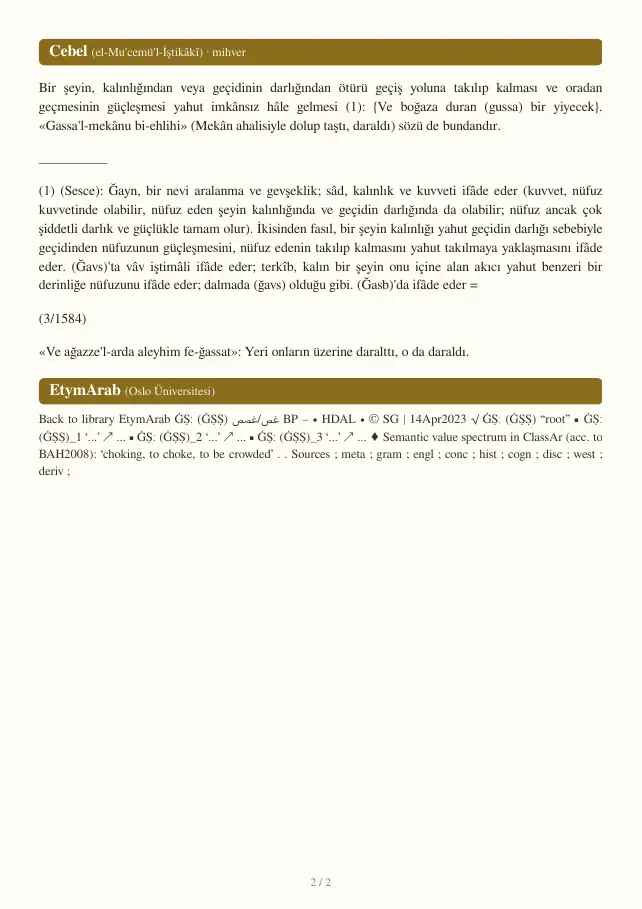 Cebel (el-Mu'cemü'l-İştikâkî) · mihver
Bir şeyin, kalınlığından veya geçidinin darlığından ötürü geçiş yoluna takılıp kalması ve oradan
geçmesinin güçleşmesi yahut imkânsız hâle gelmesi (1): {Ve boğaza duran (gussa) bir yiyecek}.
«Gassa'l-mekânu bi-ehlihi» (Mekân ahalisiyle dolup taştı, daraldı) sözü de bundandır.
___________
(1) (Sesce): Ğayn, bir nevi aralanma ve gevşeklik; sâd, kalınlık ve kuvveti ifâde eder (kuvvet, nüfuz
kuvvetinde olabilir, nüfuz eden şeyin kalınlığında ve geçidin darlığında da olabilir; nüfuz ancak çok
şiddetli darlık ve güçlükle tamam olur). İkisinden fasıl, bir şeyin kalınlığı yahut geçidin darlığı sebebiyle
geçidinden nüfuzunun güçleşmesini, nüfuz edenin takılıp kalmasını yahut takılmaya yaklaşmasını ifâde
eder. (Ğavs)'ta vâv iştimâli ifâde eder; terkîb, kalın bir şeyin onu içine alan akıcı yahut benzeri bir
derinliğe nüfuzunu ifâde eder; dalmada (ğavs) olduğu gibi. (Ğasb)'da ifâde eder =
(3/1584)
«Ve ağazze'l-arda aleyhim fe-ğassat»: Yeri onların üzerine daralttı, o da daraldı.
EtymArab (Oslo Üniversitesi)
Back to library EtymArab ĠṢ: (ĠṢṢ) غص/غصص BP – • HDAL • © SG | 14Apr2023 √ ĠṢ: (ĠṢṢ) “root” ▪ ĠṢ:
(ĠṢṢ)_1 ‘...’ ↗ ... ▪ ĠṢ: (ĠṢṢ)_2 ‘...’ ↗ ... ▪ ĠṢ: (ĠṢṢ)_3 ‘...’ ↗ ... ♦ Semantic value spectrum in ClassAr (acc. to
BAH2008): ‘choking, to choke, to be crowded’ . . Sources ; meta ; gram ; engl ; conc ; hist ; cogn ; disc ; west ;
deriv ;
2 / 2